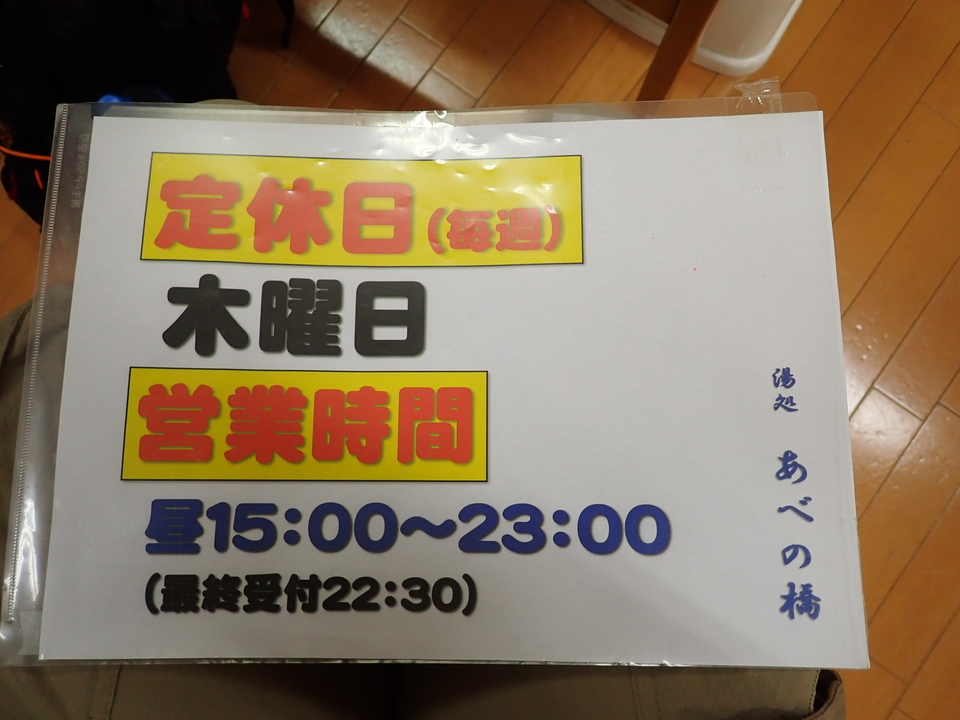 定休日(毎週)
木曜日
営業時間
昼15:00～23:00
(最終受付22:30)
湯処 あべの橋